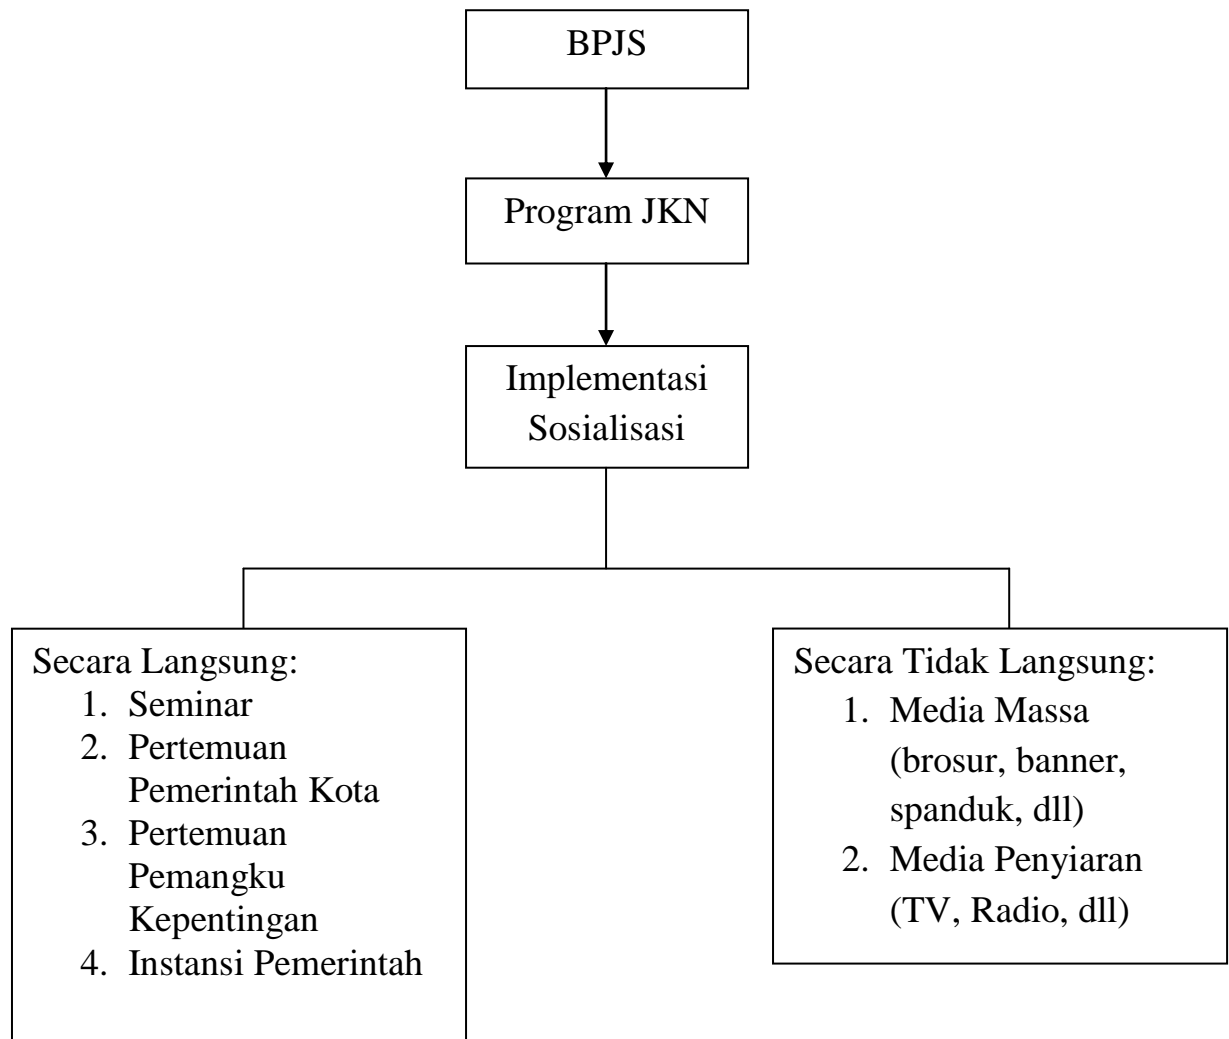 BPJS
Program JKN
Implementasi
Sosialisasi
Secara Langsung:
1. Seminar
2. Pertemuan
Pemerintah Kota
3. Pertemuan
Pemangku
Kepentingan
4. Instansi Pemerintah
Secara Tidak Langsung:
1. Media Massa
(brosur, banner,
spanduk, dll)
2. Media Penyiaran
(TV, Radio, dll)